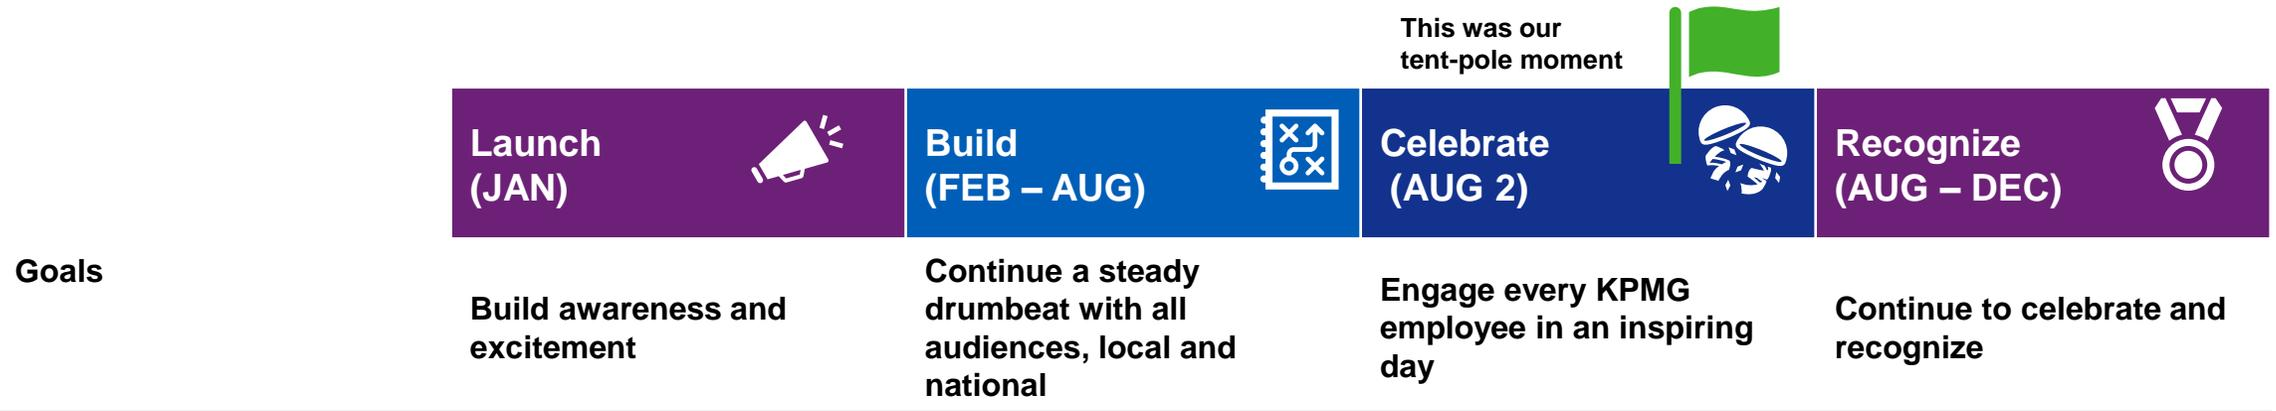 This was our
tent-pole moment
Launch
(JAN)
Build
(FEB – AUG)
Celebrate
(AUG 2)
Recognize
(AUG – DEC)
Goals
Build awareness and
excitement
Continue a steady
drumbeat with all
audiences, local and
national
Engage every KPMG
employee in an inspiring
day
Continue to celebrate and
recognize